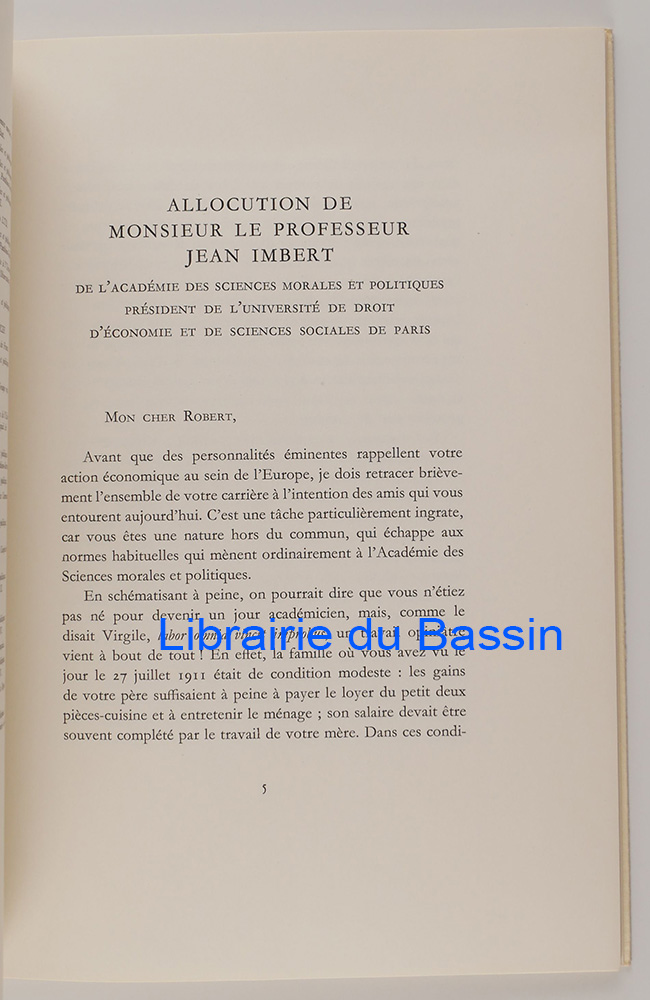 ALLOCUTION DE
MONSIEUR LE PROFESSEUR
JEAN IMBERT
DE L'ACADÉMIE DES SCIENCES MORALES ET POLITIQUES
PRÉSIDENT DE L'UNIVERSITÉ DE DROIT
D'ÉCONOMIE ET DE SCIENCES SOCIALES DE PARIS
Mon cher Robert,
Avant que des personnalités éminentes rappellent votre
action économique au sein de l'Europe, je dois retracer briève-
ment l'ensemble de votre carrière à l'intention des amis qui vous
entourent aujourd'hui. C'est une tâche particulièrement ingrate,
car vous êtes une nature hors du commun, qui échappe aux
normes habituelles qui mènent ordinairement à l'Académie des
Sciences morales et politiques.
En schématisant à peine, on pourrait dire que vous n'étiez
pas né pour devenir un jour académicien, mais, comme le
disait Virgile, labor omnia vincit improbus un travail opiniâtre
Librairie du Bassin
vient à bout de tout ! En effet, la famille où vous avez vu le
jour le 27 juillet 1911 était de condition modeste : les gains
de votre père suffisaient à peine à payer le loyer du petit deux
pièces-cuisine et à entretenir le ménage ; son salaire devait être
souvent complété par le travail de votre mère. Dans ces condi-
5